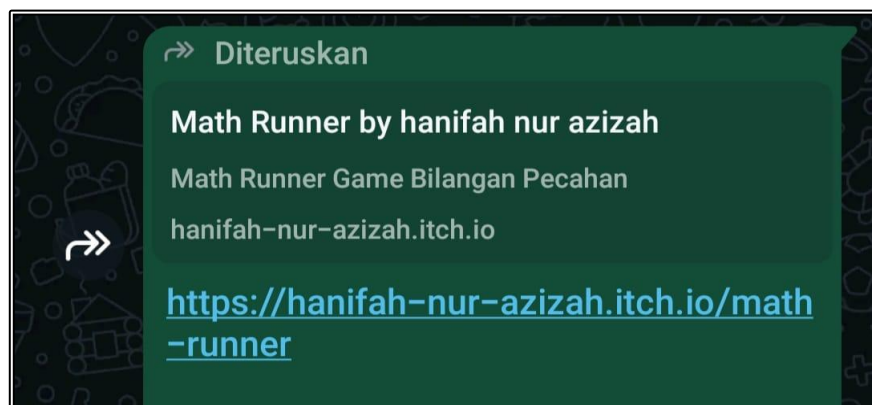 Diteruskan
Math Runner by hanifah nur azizah
Math Runner Game Bilangan Pecahan
hanifah-nur-azizah.itch.io
https://hanifah-nur-azizah.itch.io/math
-runner